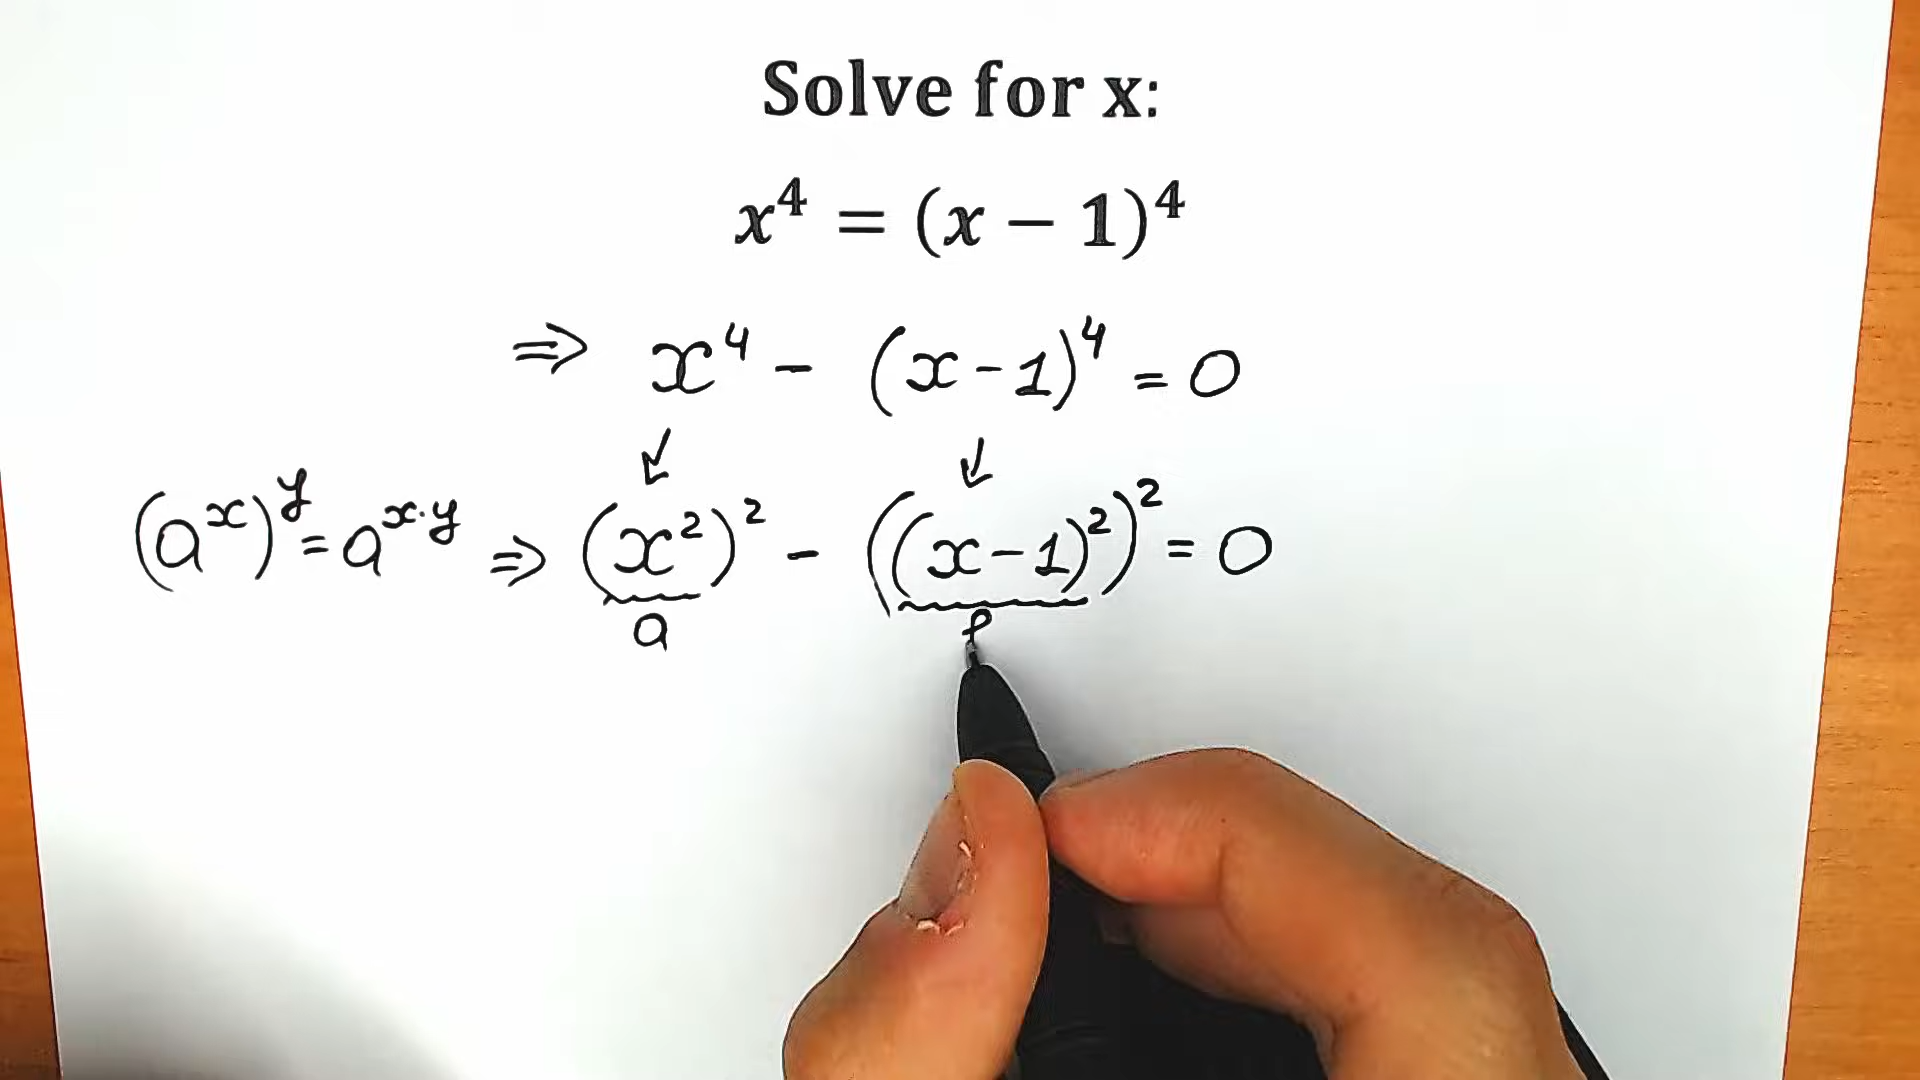 Solve for x:
x⁴ = (x − 1)⁴
⇒ x⁴ − (x−1)⁴ = 0
↙ ↓
(aˣ)ʸ = aˣ·ʸ ⇒ (x²)² − ((x−1)²)² = 0
a